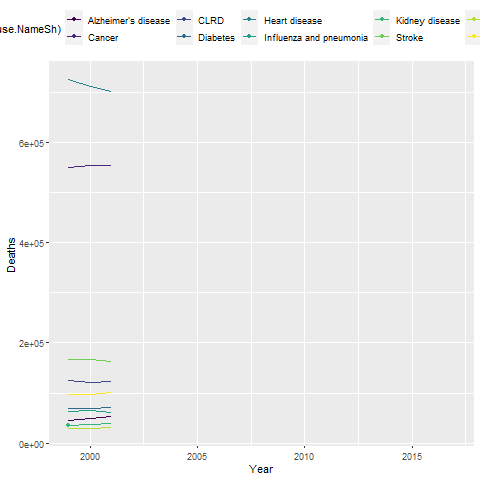 use.NameSh)
Alzheimer's disease CLRD Heart disease Kidney disease
Cancer Diabetes Influenza and pneumonia Stroke
6e+05
4e+05
2e+05
0e+00
Deaths
2000 2005 2010 2015
Year